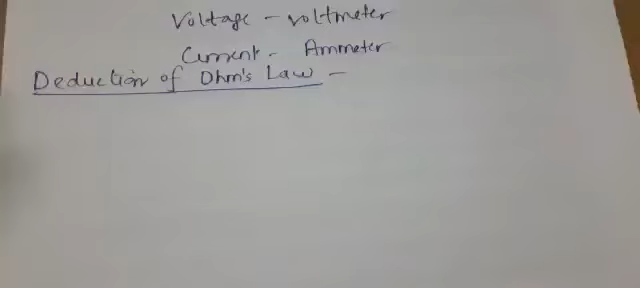 Voltage - voltmeter
Current - Ammeter
Deduction of Ohm's Law -